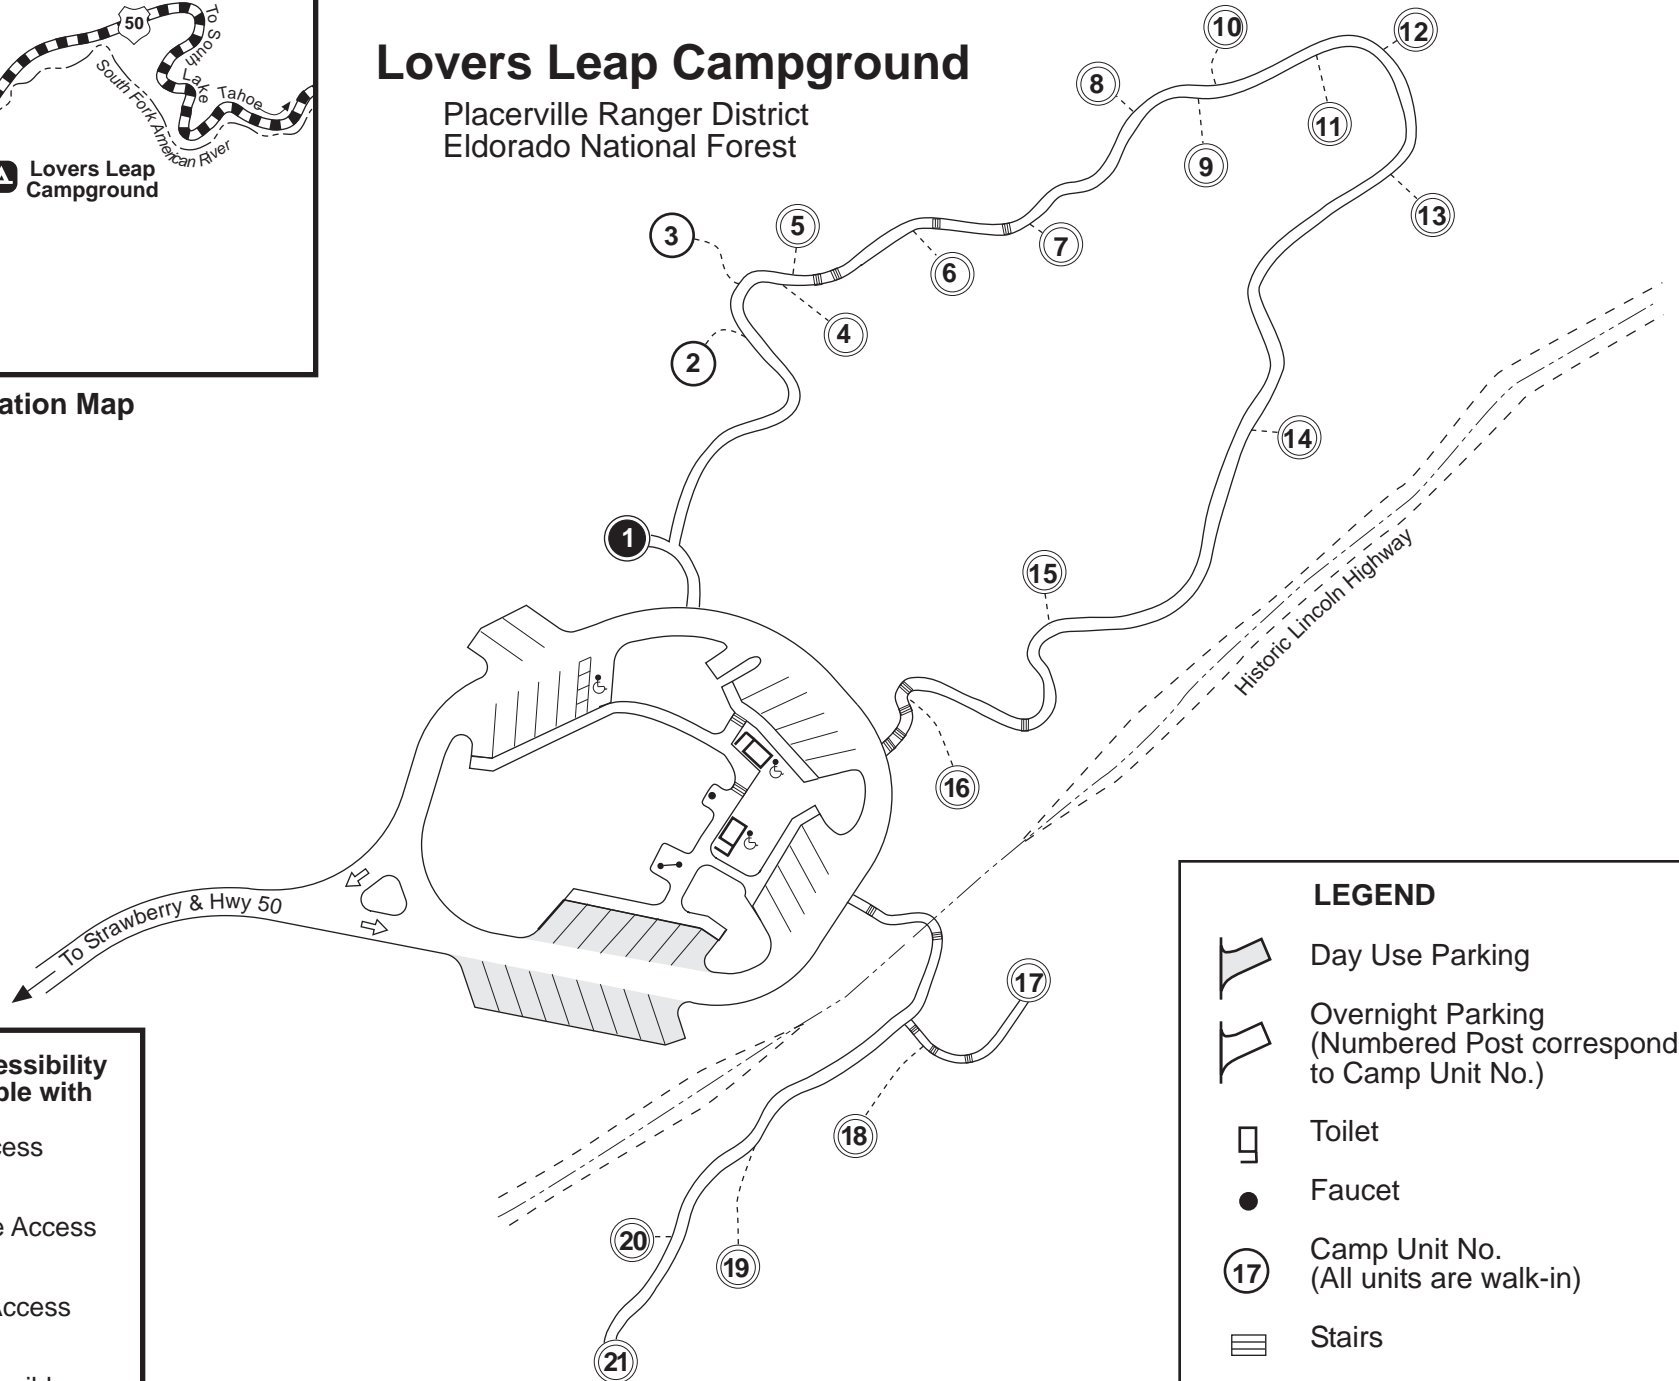 50
To South Lake Tahoe
South Fork American River
Lovers Leap
Campground
ation Map
Lovers Leap Campground
Placerville Ranger District
Eldorado National Forest
10
12
8
11
9
13
3
5
7
6
4
2
14
1
15
16
Historic Lincoln Highway
To Strawberry & Hwy 50
17
18
20
19
21
essibility
ble with
cess
e Access
Access
LEGEND
Day Use Parking
Overnight Parking
(Numbered Post correspond
to Camp Unit No.)
Toilet
Faucet
17
Camp Unit No.
(All units are walk-in)
Stairs